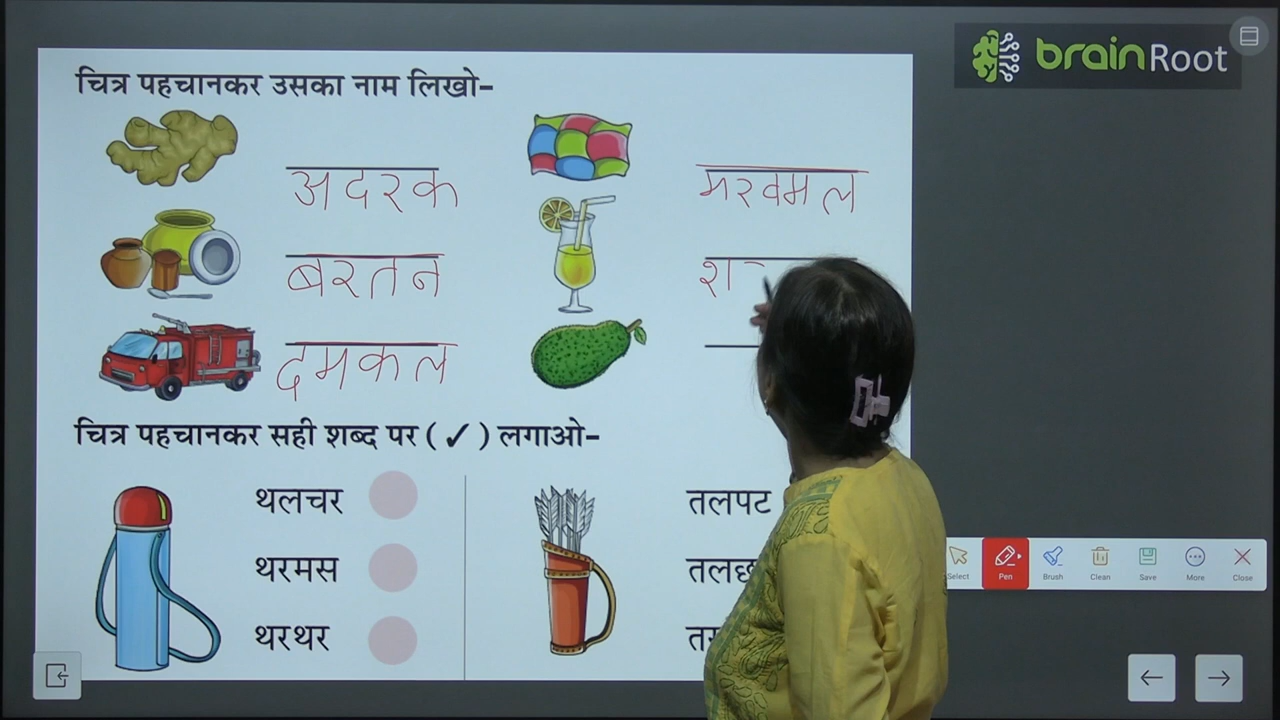 brainRoot
चित्र पहचानकर उसका नाम लिखो-
अदरक
मखमल
बरतन
श
दमकल
चित्र पहचानकर सही शब्द पर ( ✓ ) लगाओ-
थलचर
तलपट
थरमस
थरथर
Select Pen Brush Clean Save More Close